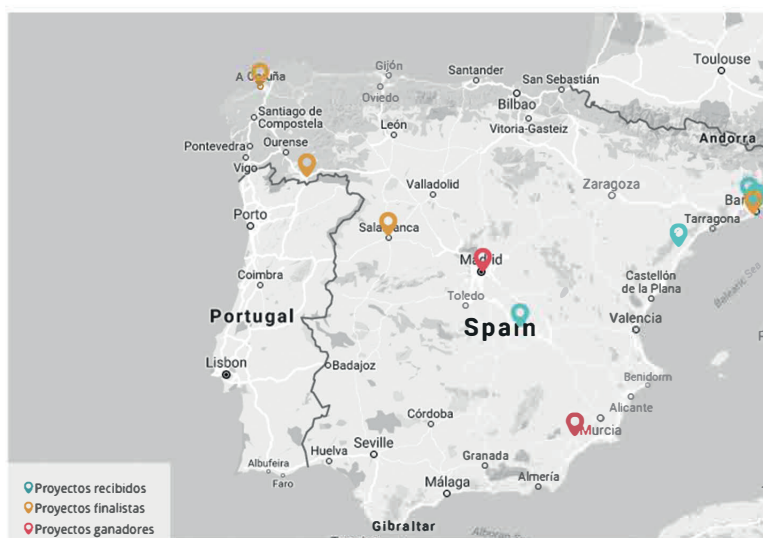 Toulouse
Gijón
A Coruña
Santander
San Sebastián
Oviedo
Bilbao
Santiago de
Compostela
León
Vitoria-Gasteiz
Andorra
Pontevedra
Ourense
Vigo
Valladolid
Zaragoza
Porto
Salamanca
Tarragona
Madrid
Coimbra
Castellón
de la Plana
Balearic Sea
Toledo
Portugal
Spain
Valencia
Lisbon
Badajoz
Benidorm
Alicante
Córdoba
Murcia
Huelva
Seville
Granada
Albufeira
Faro
Málaga
Almería
Gibraltar
Proyectos recibidos
Proyectos finalistas
Proyectos ganadores